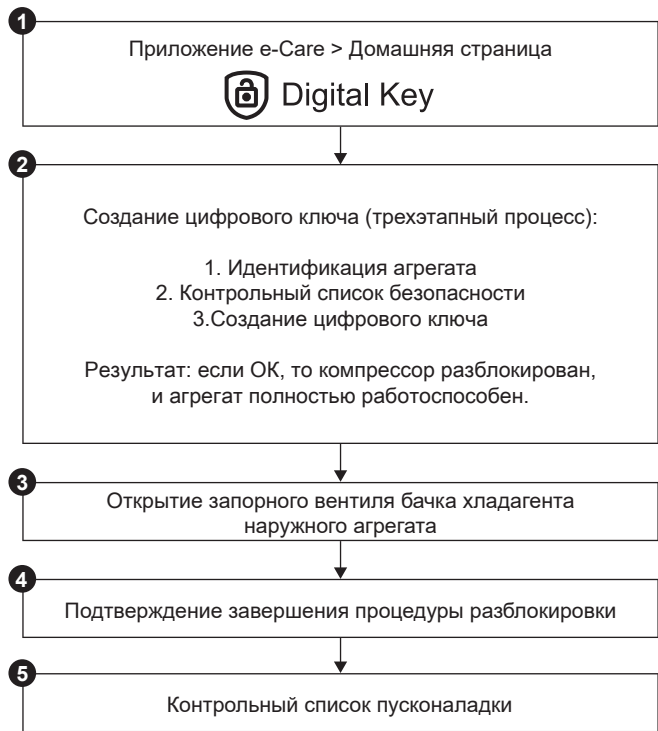 1
Приложение e-Care > Домашняя страница
Digital Key
2
Создание цифрового ключа (трехэтапный процесс):
1. Идентификация агрегата
2. Контрольный список безопасности
3.Создание цифрового ключа
Результат: если ОК, то компрессор разблокирован,
и агрегат полностью работоспособен.
3
Открытие запорного вентиля бачка хладагента
наружного агрегата
4
Подтверждение завершения процедуры разблокировки
5
Контрольный список пусконаладки